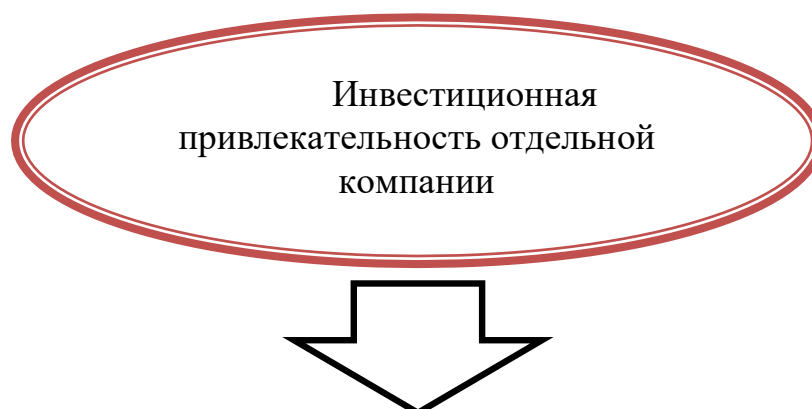 Инвестиционная
привлекательность отдельной
компании